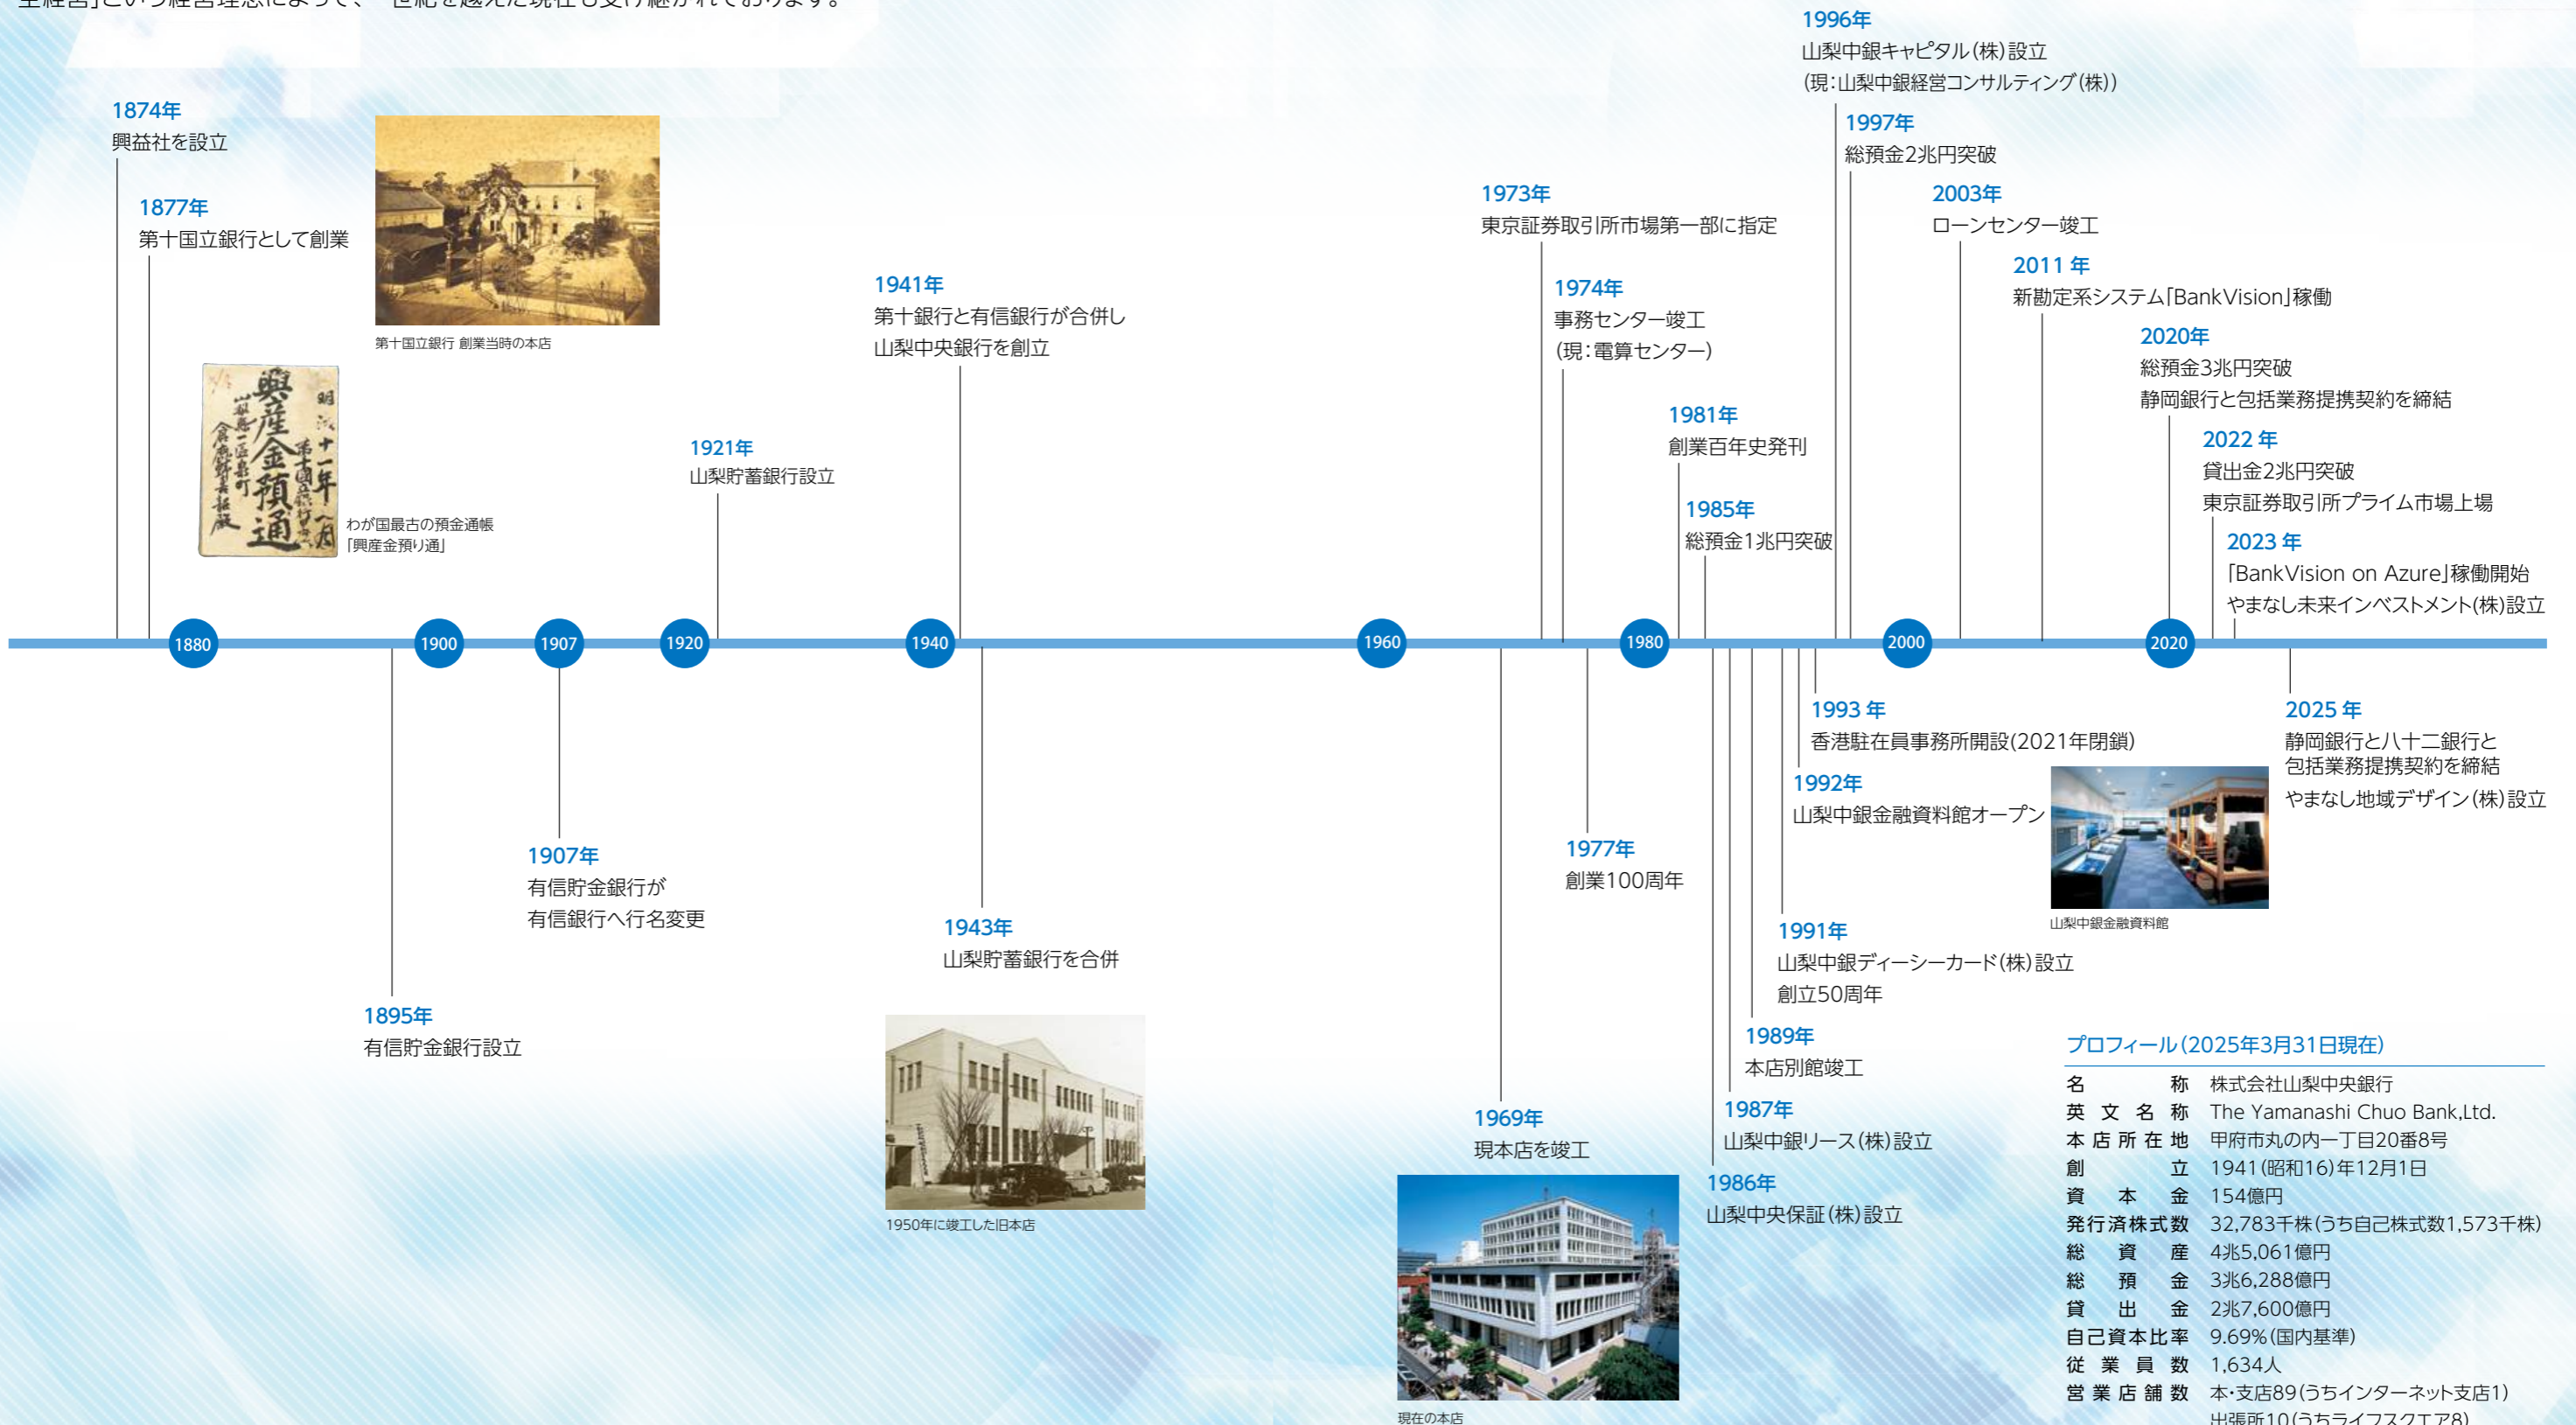 1874年
興益社を設立
1877年
第十国立銀行として創業
第十国立銀行 創業当時の本店
明治十一年
興産金預通
第十國立銀行
わが国最古の預金通帳
「興産金預り通」
1921年
山梨貯蓄銀行設立
1941年
第十銀行と有信銀行が合併し
山梨中央銀行を創立
1973年
東京証券取引所市場第一部に指定
1974年
事務センター竣工
(現:電算センター)
1981年
創業百年史発刊
1985年
総預金1兆円突破
1996年
山梨中銀キャピタル(株)設立
(現:山梨中銀経営コンサルティング(株))
1997年
総預金2兆円突破
2003年
ローンセンター竣工
2011 年
新勘定系システム「BankVision」稼働
2020年
総預金3兆円突破
静岡銀行と包括業務提携契約を締結
2022 年
貸出金2兆円突破
東京証券取引所プライム市場上場
2023 年
「BankVision on Azure」稼働開始
やまなし未来インベストメント(株)設立
1880
1900
1907
1920
1940
1960
1980
2000
2020
1895年
有信貯金銀行設立
1907年
有信貯金銀行が
有信銀行へ行名変更
1943年
山梨貯蓄銀行を合併
1950年に竣工した旧本店
1969年
現本店を竣工
現在の本店
1977年
創業100周年
1986年
山梨中央保証(株)設立
1987年
山梨中銀リース(株)設立
1989年
本店別館竣工
1991年
山梨中銀ディーシーカード(株)設立
創立50周年
1992年
山梨中銀金融資料館オープン
1993 年
香港駐在員事務所開設(2021年閉鎖)
山梨中銀金融資料館
2025 年
静岡銀行と八十二銀行と
包括業務提携契約を締結
やまなし地域デザイン(株)設立
プロフィール(2025年3月31日現在)
名称 株式会社山梨中央銀行
英文名称 The Yamanashi Chuo Bank,Ltd.
本店所在地 甲府市丸の内一丁目20番8号
創立 1941(昭和16)年12月1日
資本金 154億円
発行済株式数 32,783千株(うち自己株式数1,573千株)
総資産 4兆5,061億円
総預金 3兆6,288億円
貸出金 2兆7,600億円
自己資本比率 9.69%(国内基準)
従業員数 1,634人
営業店舗数 本・支店89(うちインターネット支店1)
出張所10(うちライフスクエア8)